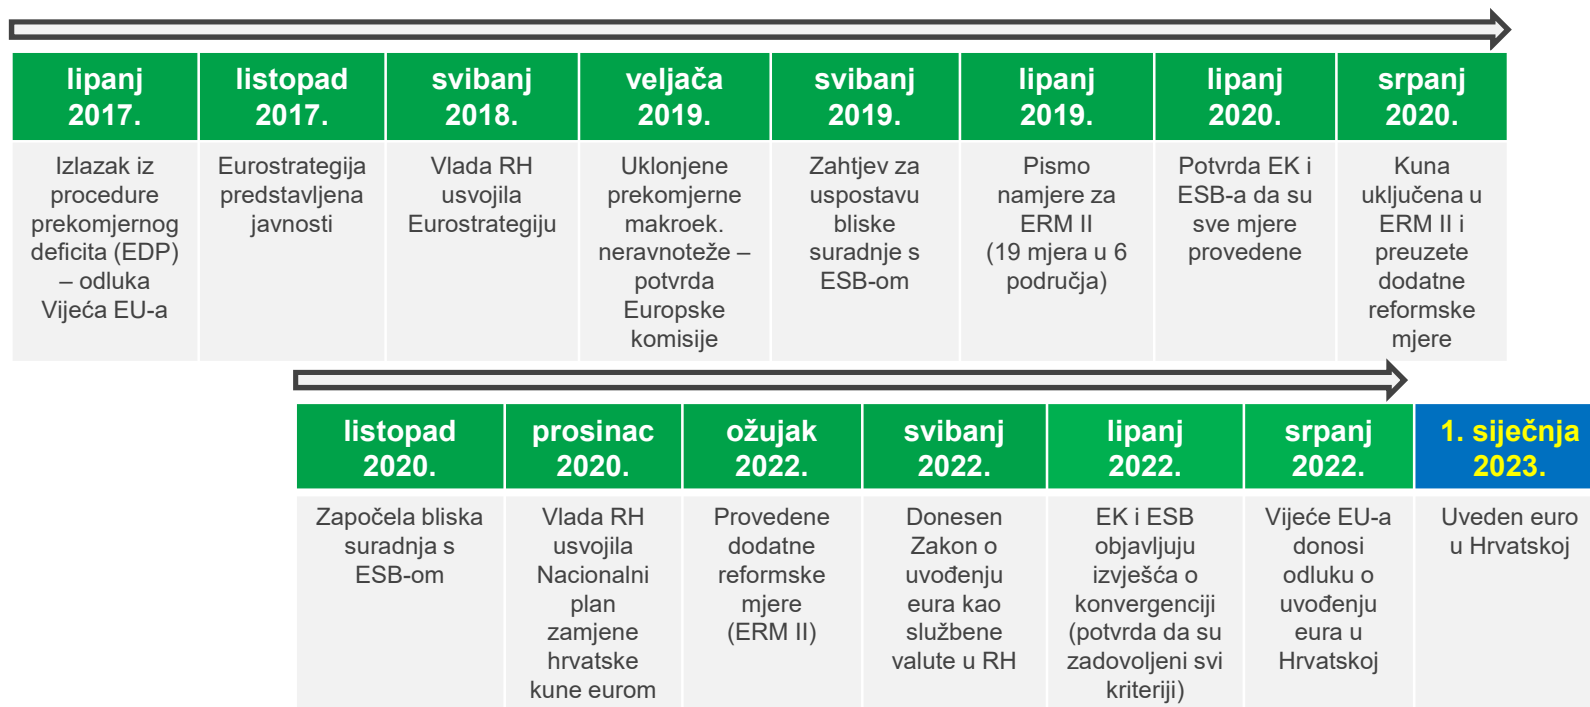 lipanj
2017.
listopad
2017.
svibanj
2018.
veljača
2019.
svibanj
2019.
lipanj
2019.
lipanj
2020.
srpanj
2020.
Izlazak iz
procedure
prekomjernog
deficita (EDP)
– odluka
Vijeća EU-a
Eurostrategija
predstavljena
javnosti
Vlada RH
usvojila
Eurostrategiju
Uklonjene
prekomjerne
makroek.
neravnoteže –
potvrda
Europske
komisije
Zahtjev za
uspostavu
bliske
suradnje s
ESB-om
Pismo
namjere za
ERM II
(19 mjera u 6
područja)
Potvrda EK i
ESB-a da su
sve mjere
provedene
Kuna
uključena u
ERM II i
preuzete
dodatne
reformske
mjere
listopad
2020.
prosinac
2020.
ožujak
2022.
svibanj
2022.
lipanj
2022.
srpanj
2022.
1. siječnja
2023.
Započela bliska
suradnja s
ESB-om
Vlada RH
usvojila
Nacionalni
plan
zamjene
hrvatske
kune eurom
Provedene
dodatne
reformske
mjere
(ERM II)
Donesen
Zakon o
uvođenju
eura kao
službene
valute u RH
EK i ESB
objavljuju
izvješća o
konvergenciji
(potvrda da su
zadovoljeni svi
kriteriji)
Vijeće EU-a
donosi
odluku o
uvođenju
eura u
Hrvatskoj
Uveden euro
u Hrvatskoj